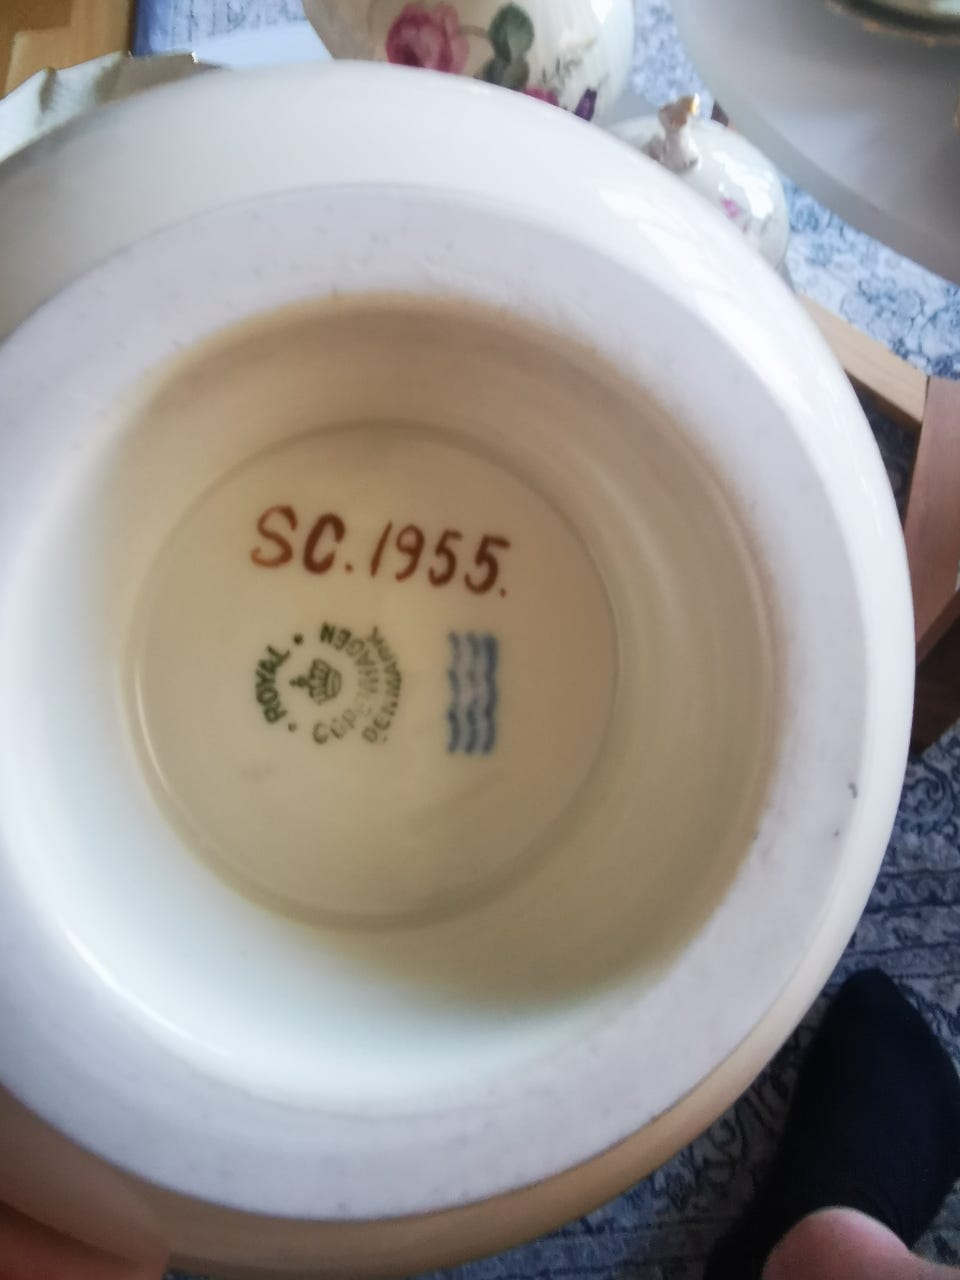 SC.1955.
ROYAL
COPENHAGEN
DENMARK